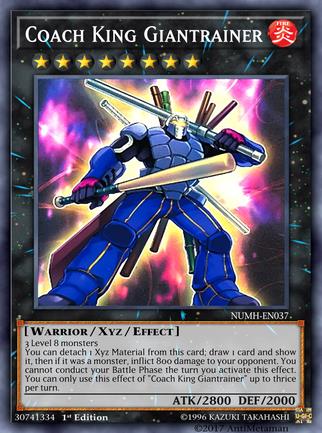 COACH KING GIANTRAINER
FIRE
炎
NUMH-EN037
[WARRIOR/XYZ/EFFECT]
3 Level 8 monsters
You can detach 1 Xyz Material from this card; draw 1 card and show
it, then if it was a monster, inflict 800 damage to your opponent. You
cannot conduct your Battle Phase the turn you activate this effect.
You can only use this effect of "Coach King Giantrainer" up to thrice
per turn.
ATK/2800 DEF/2000
30741334 1st Edition ©1996 KAZUKI TAKAHASHI
©2017 AntiMetaman